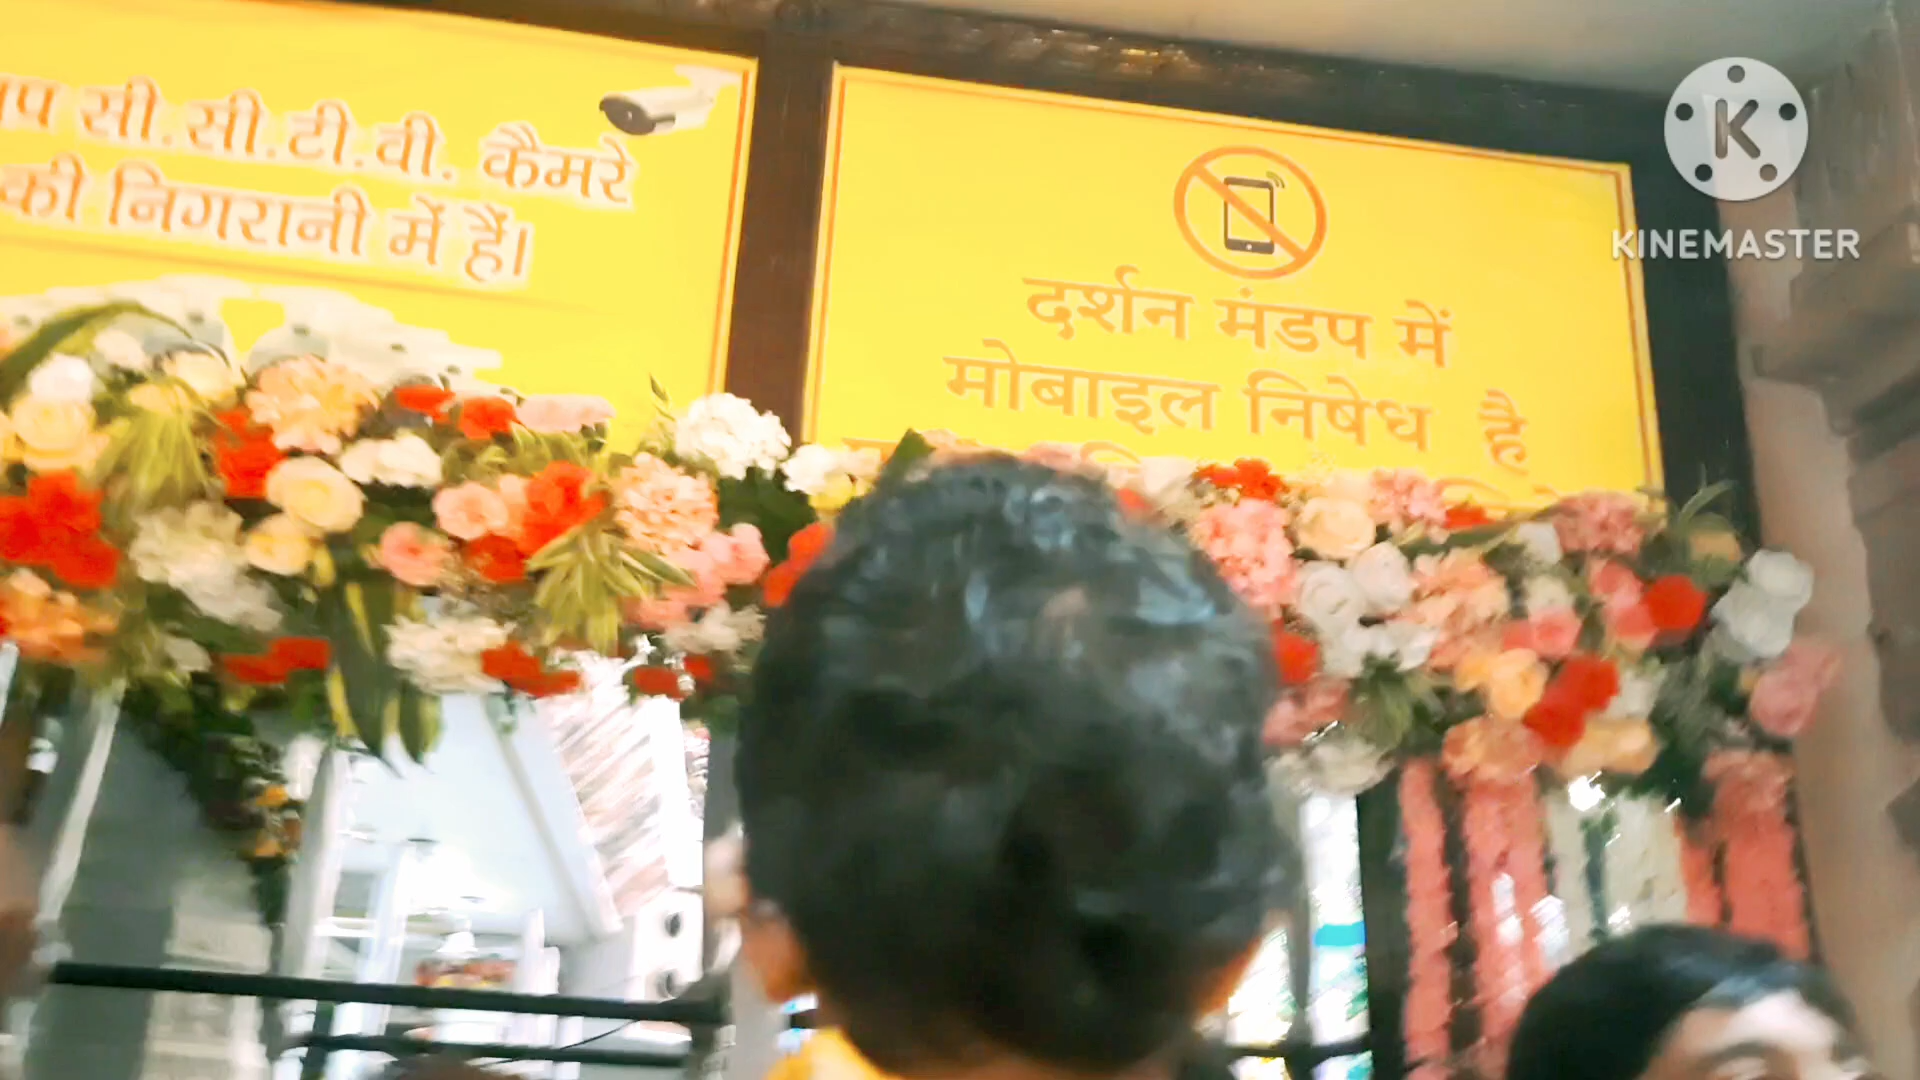 सी.सी.टी.वी. कैमरे
की निगरानी में हैं।
दर्शन मंडप में
मोबाइल निषेध है
K
KINEMASTER